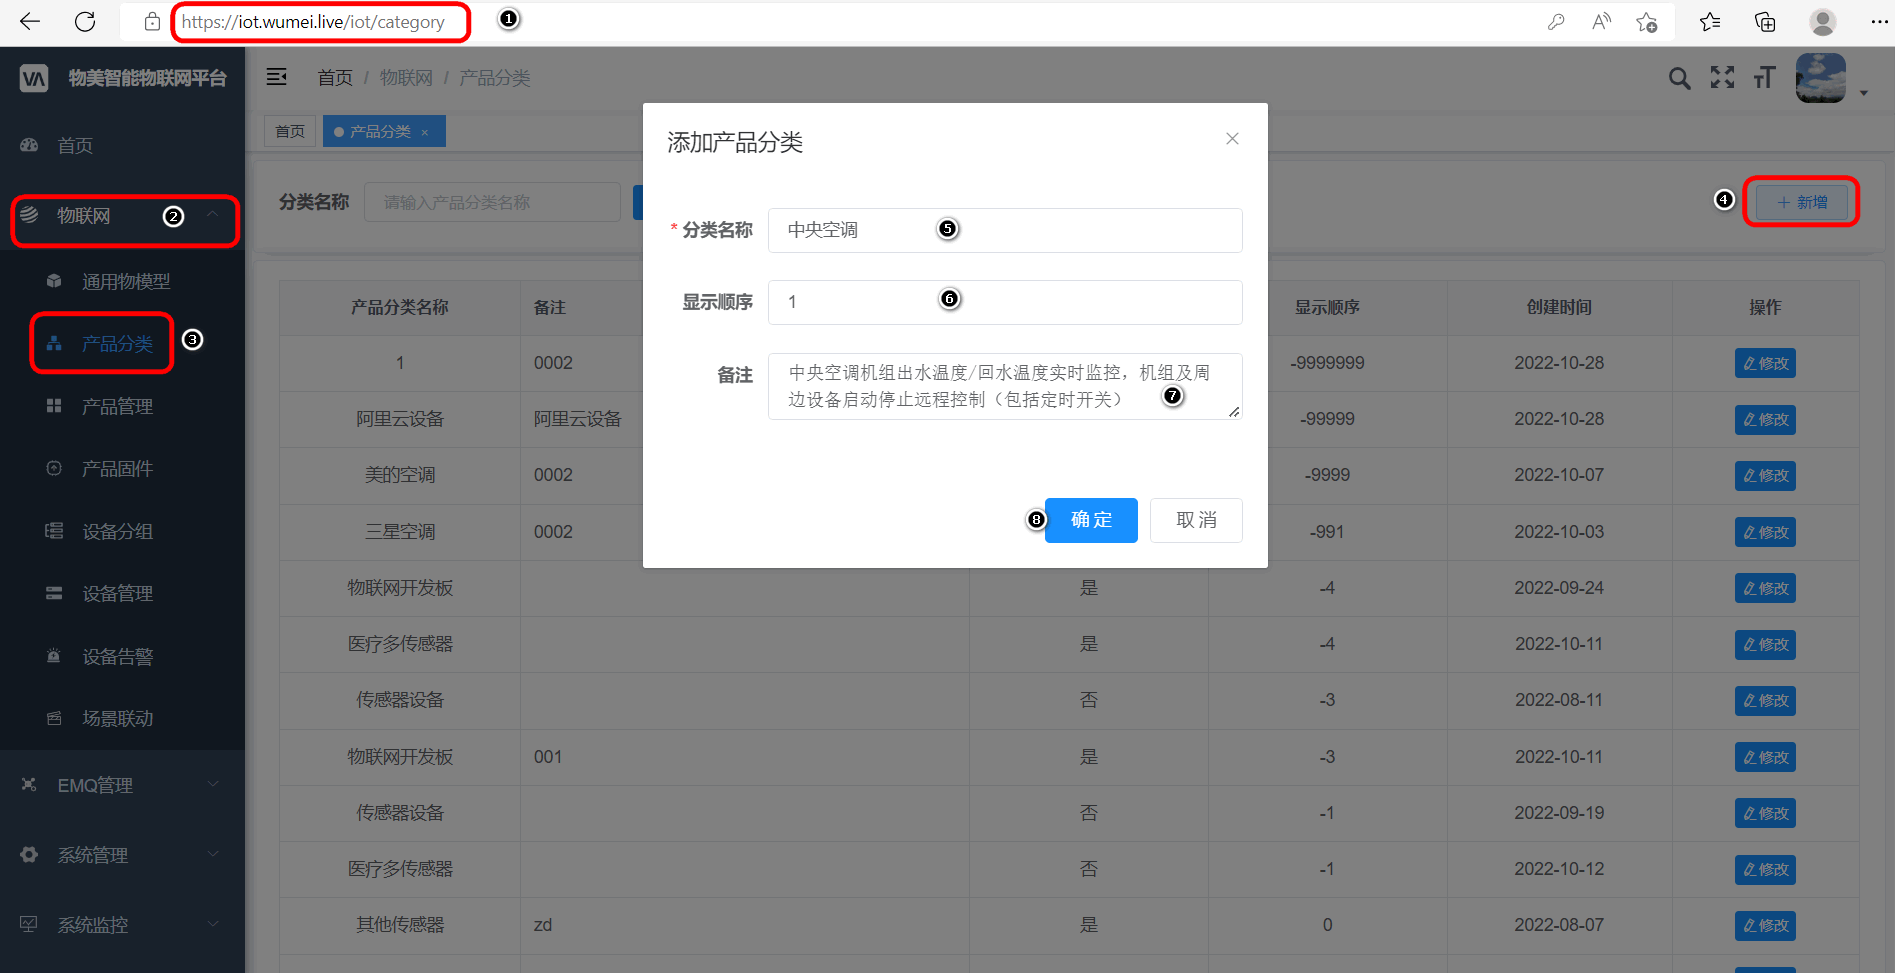 https://iot.wumei.live/iot/category
1
物美智能物联网平台
首页 / 物联网 / 产品分类
首页
产品分类 ×
首页
物联网
2
通用物模型
产品分类
3
产品管理
产品固件
设备分组
设备管理
设备告警
场景联动
EMQ管理
系统管理
系统监控
分类名称 请输入产品分类名称
4
+ 新增
添加产品分类
* 分类名称 中央空调 5
显示顺序 1 6
备注 中央空调机组出水温度/回水温度实时监控，机组及周
边设备启动停止远程控制（包括定时开关） 7
8 确定 取消
产品分类名称 备注 显示顺序 创建时间 操作
1 0002 -9999999 2022-10-28 修改
阿里云设备 阿里云设备 -99999 2022-10-28 修改
美的空调 0002 -9999 2022-10-07 修改
三星空调 0002 -991 2022-10-03 修改
物联网开发板 是 -4 2022-09-24 修改
医疗多传感器 是 -4 2022-10-11 修改
传感器设备 否 -3 2022-08-11 修改
物联网开发板 001 是 -3 2022-10-11 修改
传感器设备 否 -1 2022-09-19 修改
医疗多传感器 否 -1 2022-10-12 修改
其他传感器 zd 是 0 2022-08-07 修改